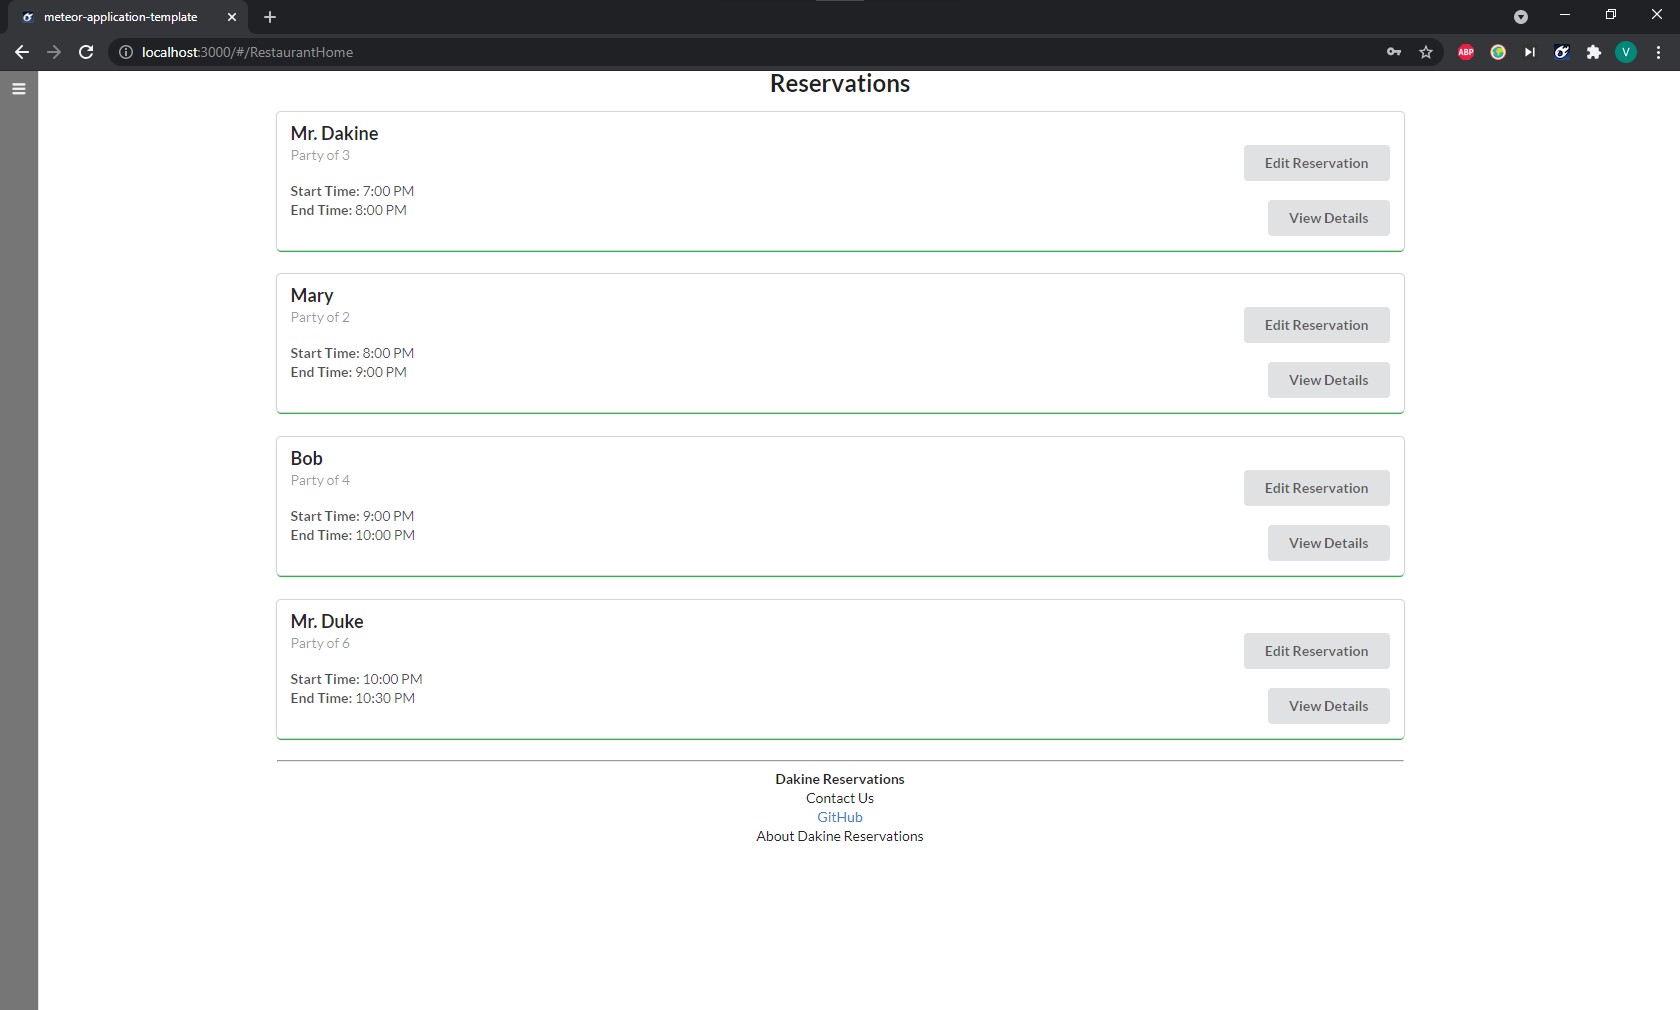 meteor-application-template
localhost:3000/#/RestaurantHome
ABP
V
Reservations
Mr. Dakine
Party of 3
Edit Reservation
Start Time: 7:00 PM
End Time: 8:00 PM
View Details
Mary
Party of 2
Edit Reservation
Start Time: 8:00 PM
End Time: 9:00 PM
View Details
Bob
Party of 4
Edit Reservation
Start Time: 9:00 PM
End Time: 10:00 PM
View Details
Mr. Duke
Party of 6
Edit Reservation
Start Time: 10:00 PM
End Time: 10:30 PM
View Details
Dakine Reservations
Contact Us
GitHub
About Dakine Reservations